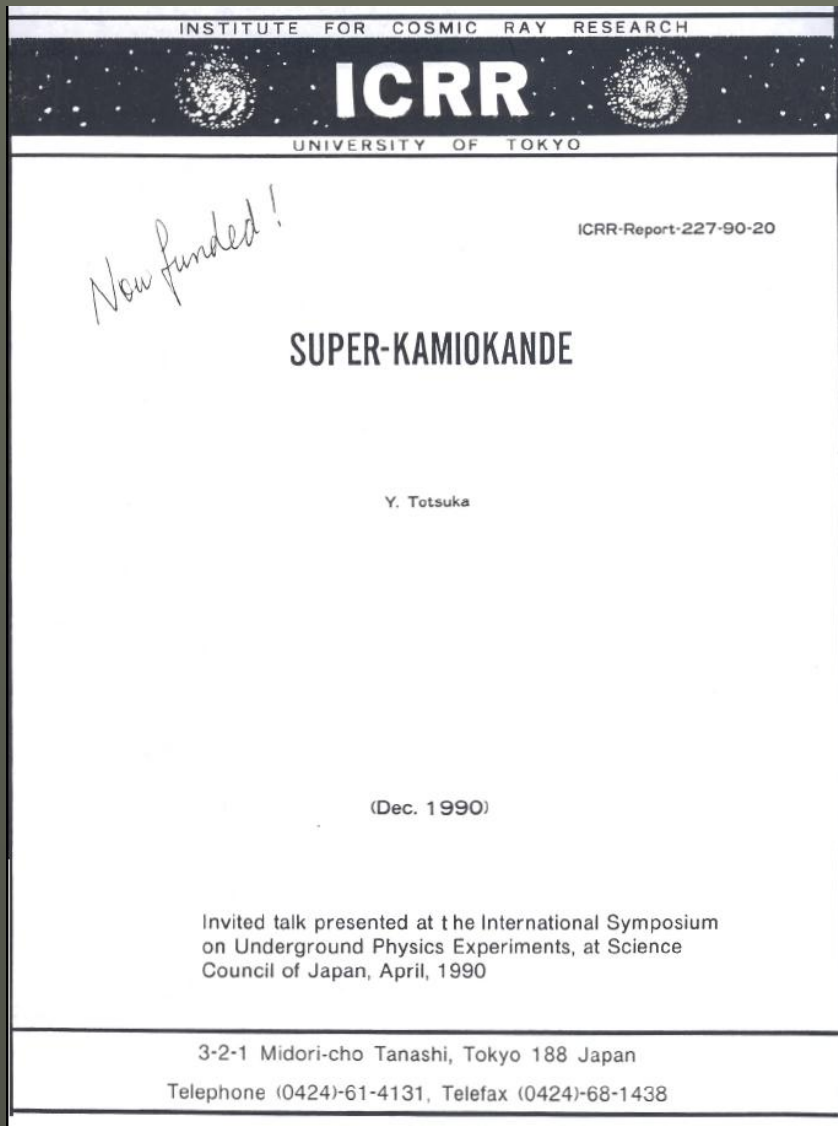 INSTITUTE FOR COSMIC RAY RESEARCH
ICRR
UNIVERSITY OF TOKYO
Now funded!
ICRR-Report-227-90-20
SUPER-KAMIOKANDE
Y. Totsuka
(Dec. 1990)
Invited talk presented at the International Symposium
on Underground Physics Experiments, at Science
Council of Japan, April, 1990
3-2-1 Midori-cho Tanashi, Tokyo 188 Japan
Telephone (0424)-61-4131, Telefax (0424)-68-1438